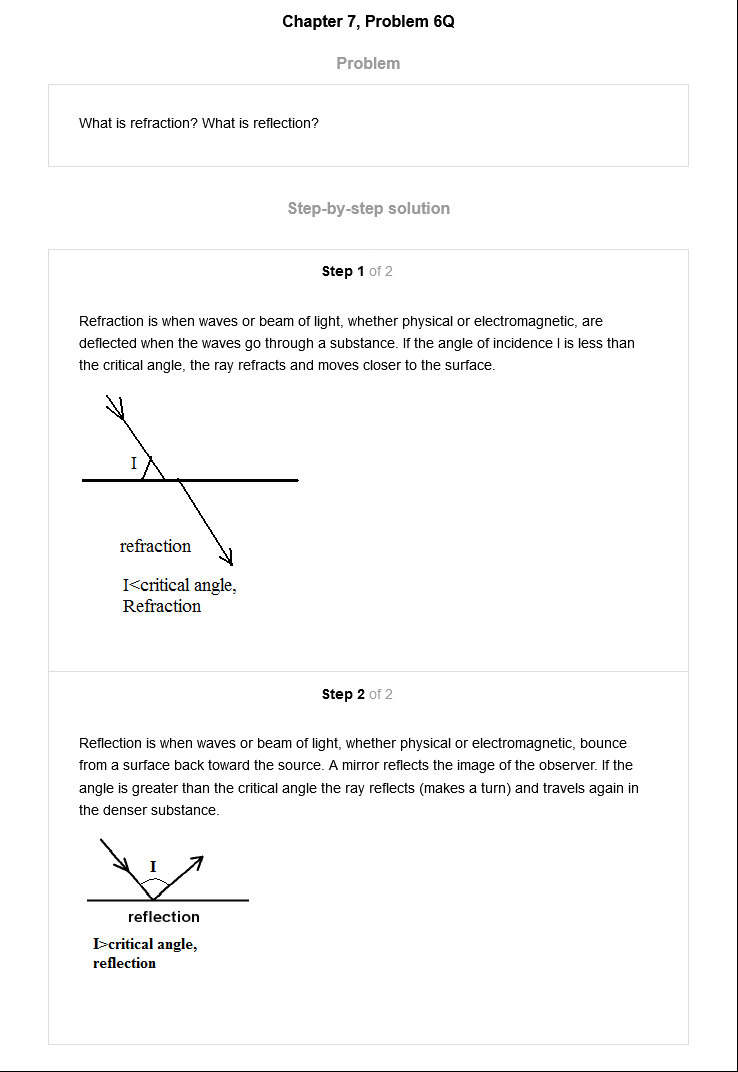 Chapter 7, Problem 6Q
Problem
What is refraction? What is reflection?
Step-by-step solution
Step 1 of 2
Refraction is when waves or beam of light, whether physical or electromagnetic, are
deflected when the waves go through a substance. If the angle of incidence I is less than
the critical angle, the ray refracts and moves closer to the surface.
I
refraction
I<critical angle,
Refraction
Step 2 of 2
Reflection is when waves or beam of light, whether physical or electromagnetic, bounce
from a surface back toward the source. A mirror reflects the image of the observer. If the
angle is greater than the critical angle the ray reflects (makes a turn) and travels again in
the denser substance.
I
reflection
I>critical angle,
reflection